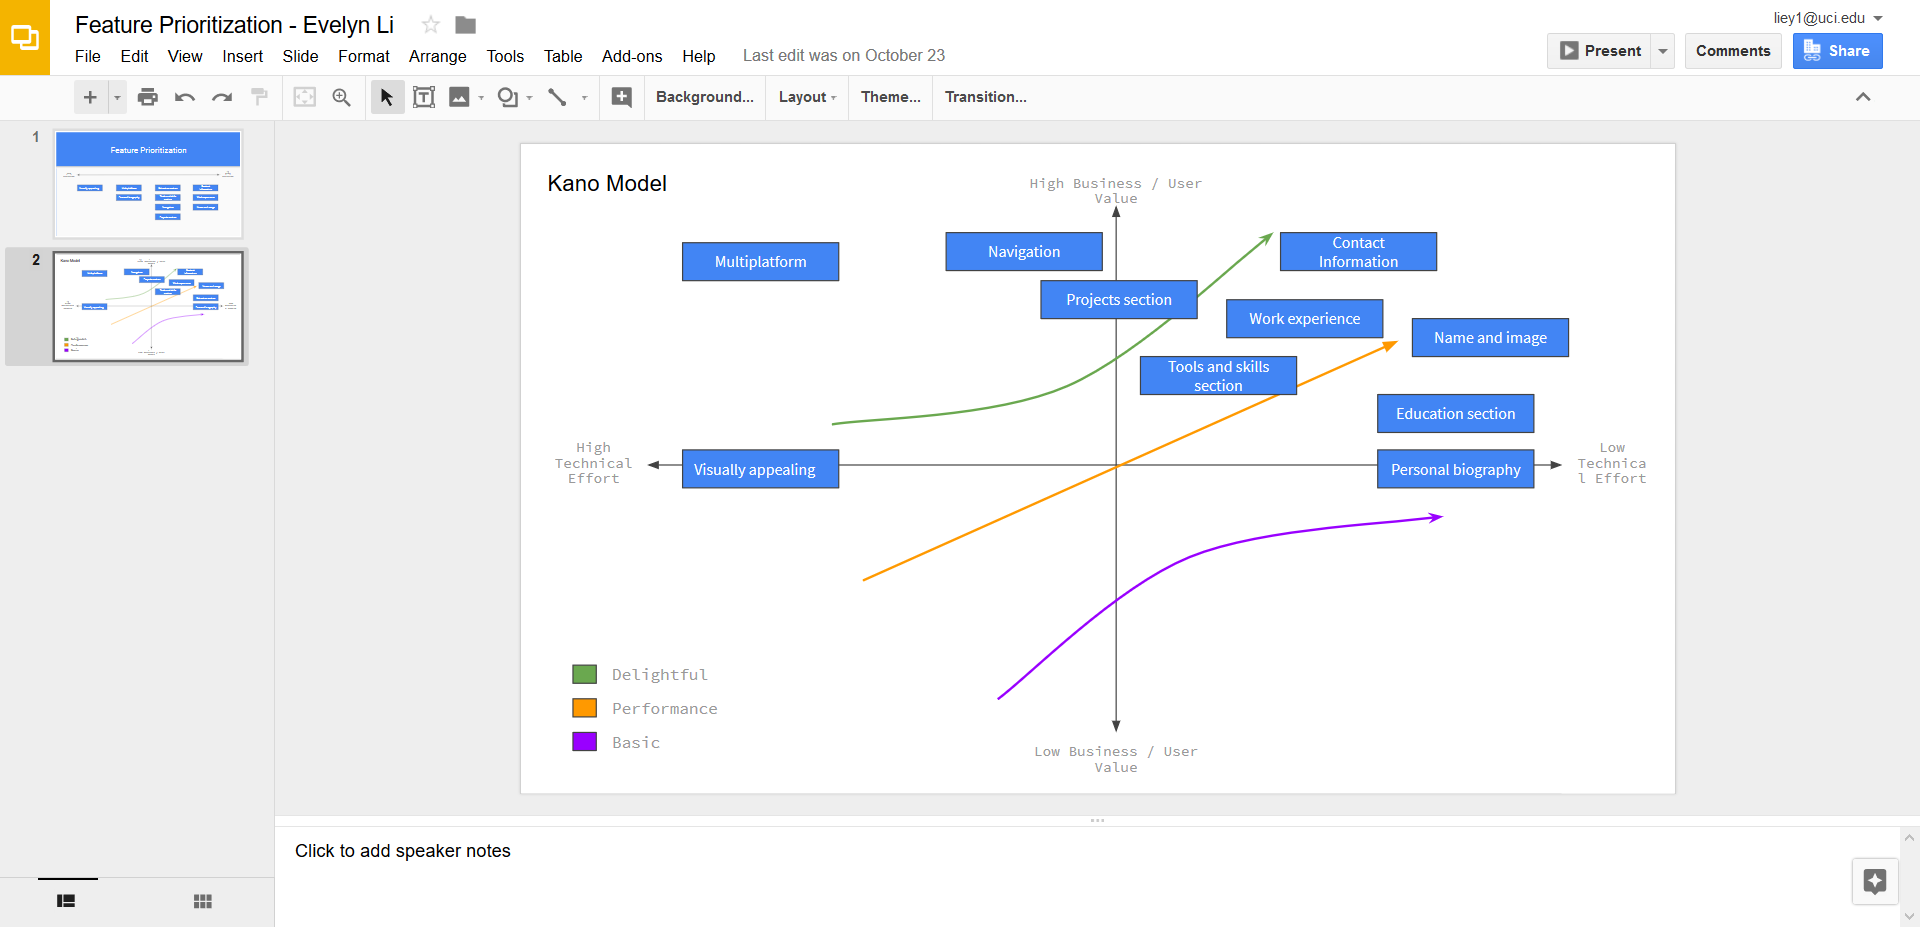 Feature Prioritization - Evelyn Li
liey1@uci.edu
File Edit View Insert Slide Format Arrange Tools Table Add-ons Help Last edit was on October 23
Present
Comments
Share
Background...
Layout
Theme...
Transition...
1
Feature Prioritization
2
Kano Model
High Business / User
Value
Multiplatform
Navigation
Contact
Information
Projects section
Work experience
Name and image
Tools and skills
section
Education section
High
Technical
Effort
Visually appealing
Personal biography
Low
Technica
l Effort
Delightful
Performance
Basic
Low Business / User
Value
Click to add speaker notes